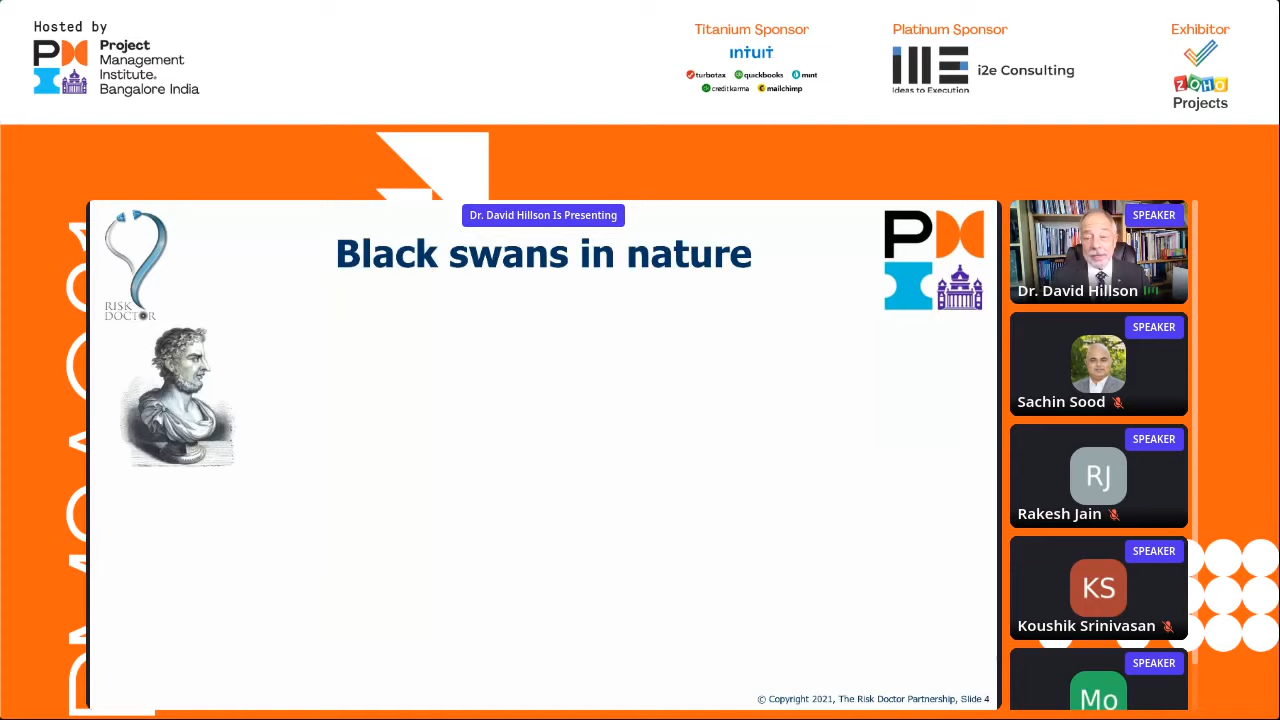 Hosted by
Project
Management
Institute.
Bangalore India
Titanium Sponsor
intuit
turbotax quickbooks mint
creditkarma mailchimp
Platinum Sponsor
i2e Consulting
Ideas to Execution
Exhibitor
ZOHO
Projects
Dr. David Hillson Is Presenting
Black swans in nature
RISK
DOCTOR
© Copyright 2021, The Risk Doctor Partnership, Slide 4
SPEAKER
Dr. David Hillson
SPEAKER
Sachin Sood
SPEAKER
RJ
Rakesh Jain
SPEAKER
KS
Koushik Srinivasan
SPEAKER
Mo